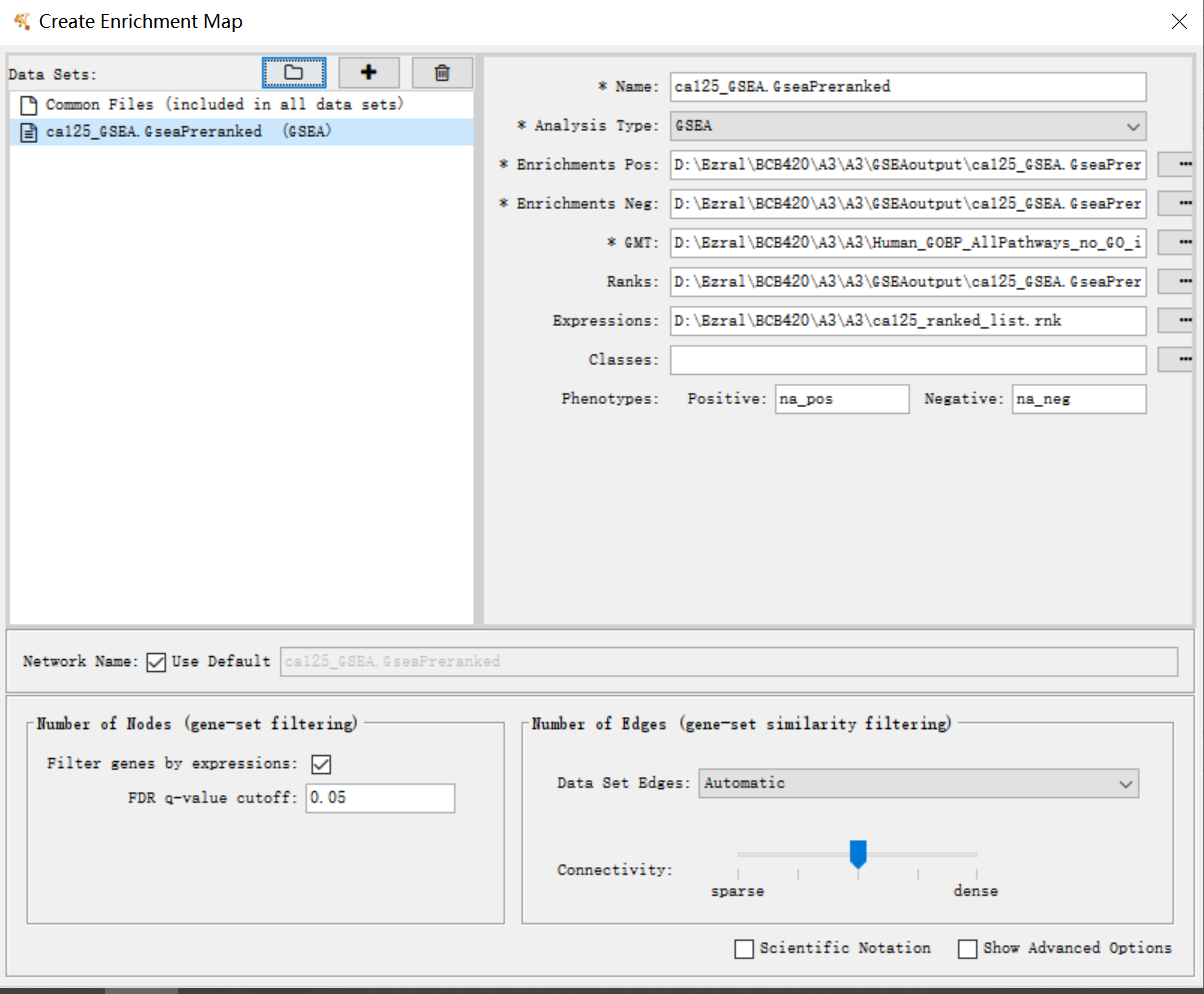 Create Enrichment Map
Data Sets:
Common Files (included in all data sets)
ca125_GSEA.GseaPreranked (GSEA)
* Name: ca125_GSEA.GseaPreranked
* Analysis Type: GSEA
* Enrichments Pos: D:\Ezral\BCB420\A3\A3\GSEAoutput\ca125_GSEA.GseaPrer ...
* Enrichments Neg: D:\Ezral\BCB420\A3\A3\GSEAoutput\ca125_GSEA.GseaPrer ...
* GMT: D:\Ezral\BCB420\A3\A3\Human_GOBP_AllPathways_no_GO_i ...
Ranks: D:\Ezral\BCB420\A3\A3\GSEAoutput\ca125_GSEA.GseaPrer ...
Expressions: D:\Ezral\BCB420\A3\A3\ca125_ranked_list.rnk ...
Classes: ...
Phenotypes: Positive: na_pos Negative: na_neg
Network Name: Use Default ca125_GSEA.GseaPreranked
Number of Nodes (gene-set filtering)
Filter genes by expressions:
FDR q-value cutoff: 0.05
Number of Edges (gene-set similarity filtering)
Data Set Edges: Automatic
Connectivity:
sparse dense
Scientific Notation Show Advanced Options